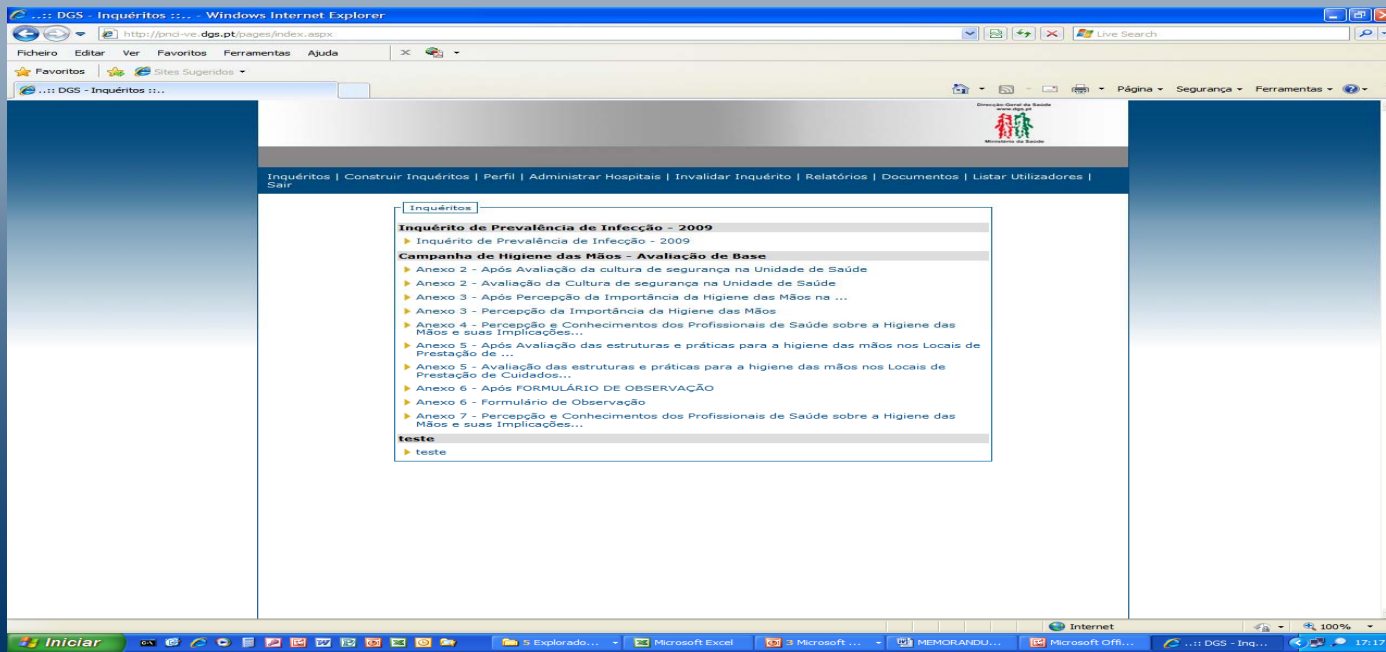 ..:: DGS - Inquéritos ::.. - Windows Internet Explorer
http://pnci-ve.dgs.pt/pages/index.aspx
Live Search
Ficheiro Editar Ver Favoritos Ferramentas Ajuda
Favoritos Sites Sugeridos
..:: DGS - Inquéritos ::..
Página Segurança Ferramentas
Direcção-Geral da Saúde
www.dgs.pt
Ministério da Saúde
Inquéritos | Construir Inquéritos | Perfil | Administrar Hospitais | Invalidar Inquérito | Relatórios | Documentos | Listar Utilizadores |
Sair
Inquéritos
Inquérito de Prevalência de Infecção - 2009
Inquérito de Prevalência de Infecção - 2009
Campanha de Higiene das Mãos - Avaliação de Base
Anexo 2 - Após Avaliação da cultura de segurança na Unidade de Saúde
Anexo 2 - Avaliação da Cultura de segurança na Unidade de Saúde
Anexo 3 - Após Percepção da Importância da Higiene das Mãos na ...
Anexo 3 - Percepção da Importância da Higiene das Mãos
Anexo 4 - Percepção e Conhecimentos dos Profissionais de Saúde sobre a Higiene das
Mãos e suas Implicações...
Anexo 5 - Após Avaliação das estruturas e práticas para a higiene das mãos nos Locais de
Prestação de ...
Anexo 5 - Avaliação das estruturas e práticas para a higiene das mãos nos Locais de
Prestação de Cuidados...
Anexo 6 - Após FORMULÁRIO DE OBSERVAÇÃO
Anexo 6 - Formulário de Observação
Anexo 7 - Percepção e Conhecimentos dos Profissionais de Saúde sobre a Higiene das
Mãos e suas Implicações...
teste
teste
Internet 100%
Iniciar 5 Explorado... Microsoft Excel 3 Microsoft ... MEMORANDU... Microsoft Offi... ..:: DGS - Inq... 17:17